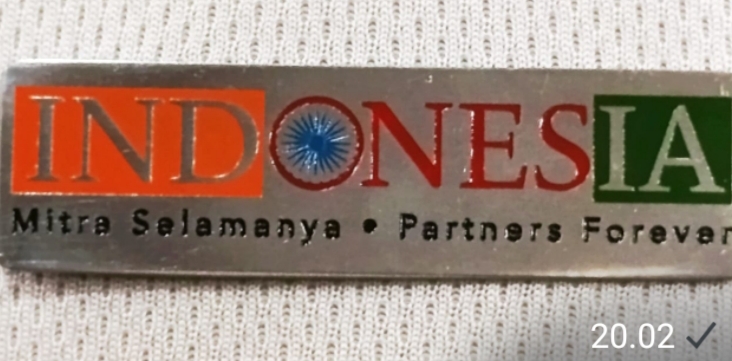 INDONESIA
Mitra Selamanya • Partners Forever
20.02